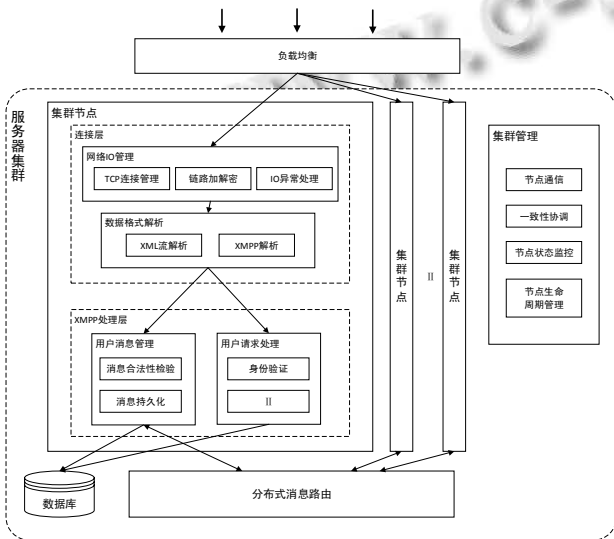 负载均衡
服务器集群
集群节点
连接层
网络IO管理
TCP连接管理
链路加解密
IO异常处理
数据格式解析
XML流解析
XMPP解析
XMPP处理层
用户消息管理
消息合法性检验
消息持久化
用户请求处理
身份验证
||
集群节点
||
集群节点
集群管理
节点通信
一致性协调
节点状态监控
节点生命
周期管理
数据库
分布式消息路由